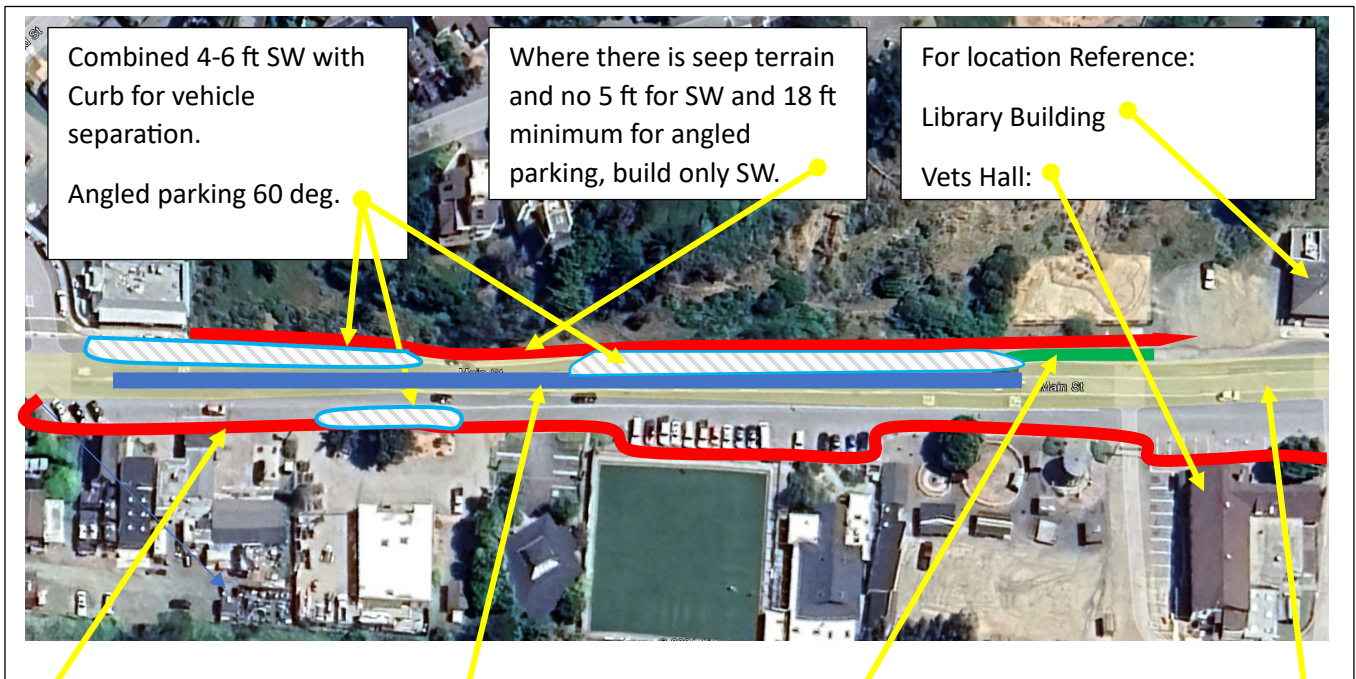 Combined 4-6 ft SW with
Curb for vehicle
separation.
Angled parking 60 deg.
Where there is seep terrain
and no 5 ft for SW and 18 ft
minimum for angled
parking, build only SW.
For location Reference:
Library Building
Vets Hall:
St
Main St
Main St